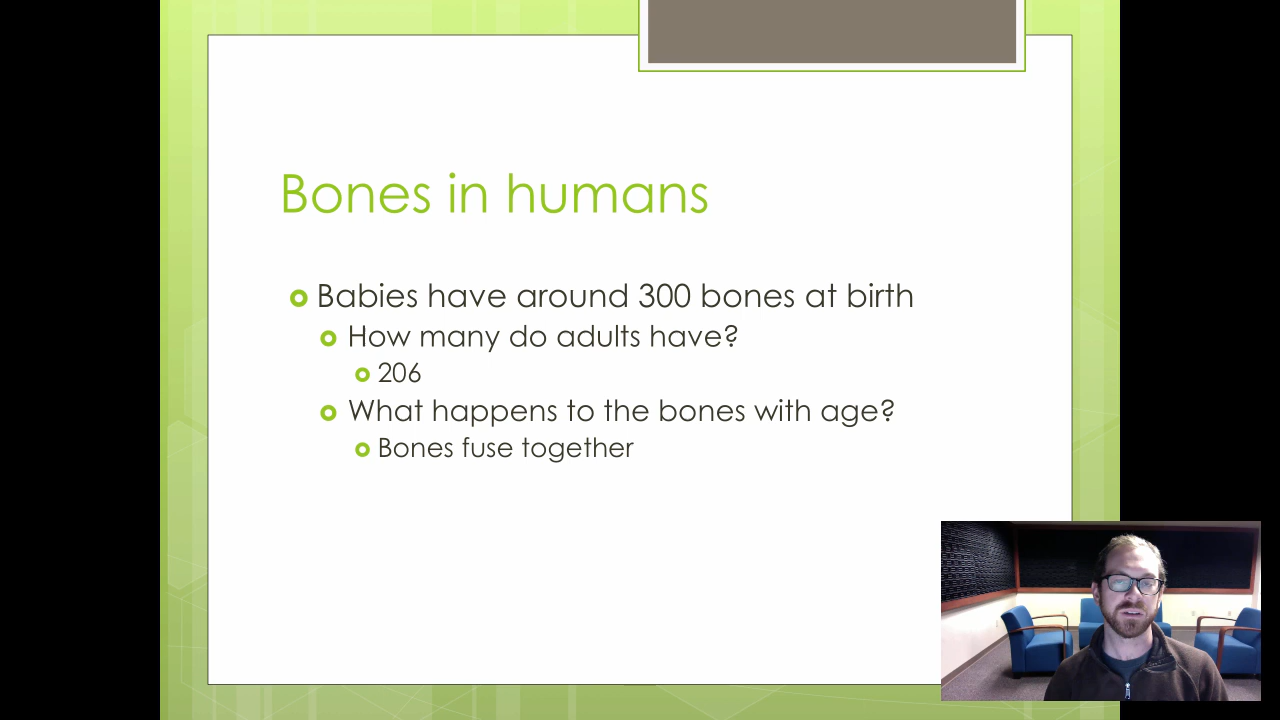 Bones in humans
Babies have around 300 bones at birth
How many do adults have?
206
What happens to the bones with age?
Bones fuse together